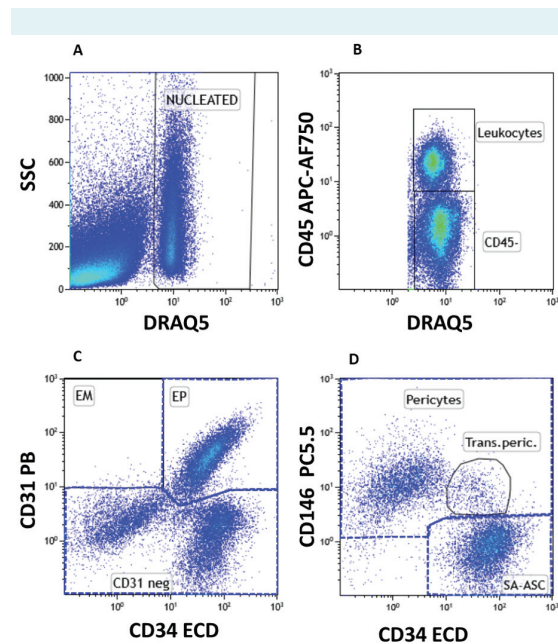 A
B
1000
800
600
400
200
0
SSC
NUCLEATED
10⁰
10¹
10²
10³
DRAQ5
10³
10²
10¹
10⁰
CD45 APC-AF750
Leukocytes
CD45-
10⁰
10¹
10²
10³
DRAQ5
C
D
10³
10²
10¹
10⁰
CD31 PB
EM
EP
CD31 neg
10⁰
10¹
10²
10³
CD34 ECD
10³
10²
10¹
10⁰
CD146 PC5.5
Pericytes
Trans.peric.
SA-ASC
10⁰
10¹
10²
10³
CD34 ECD